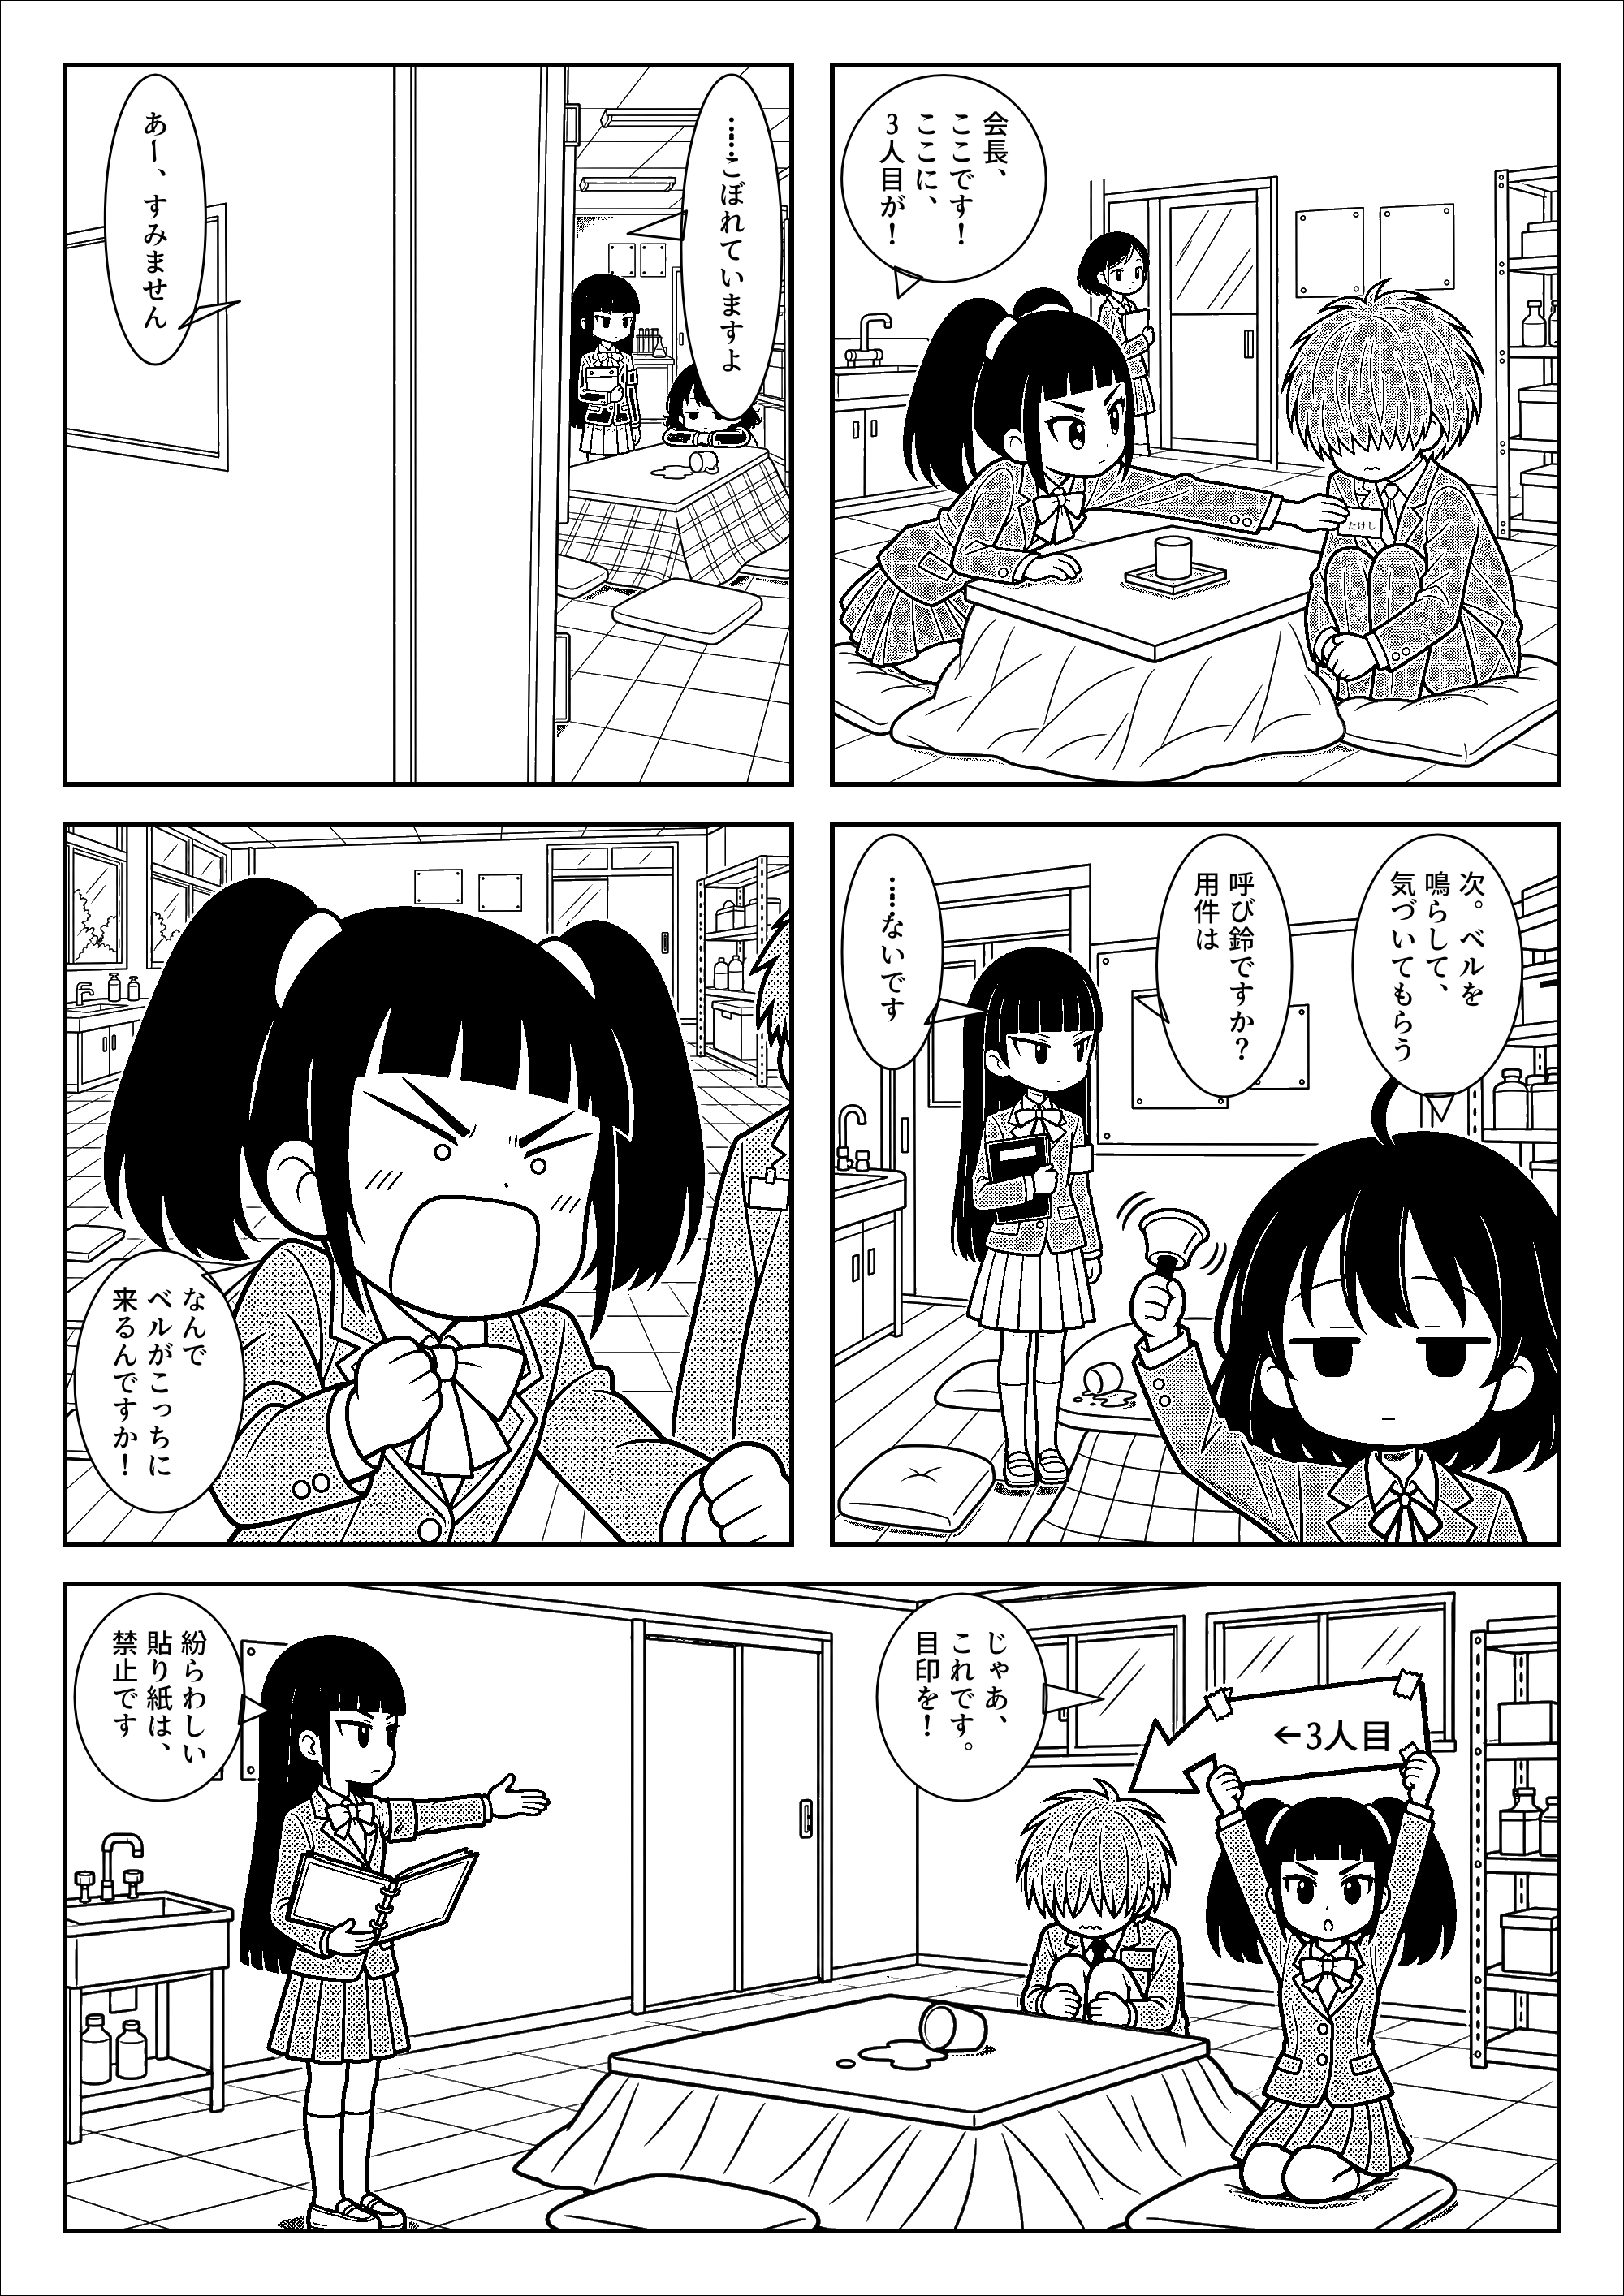 会長、
ここです！
ここに、
3人目が！
たけし
……こぼれていますよ
あー、すみません
次。ベルを
鳴らして、
気づいてもらう
呼び鈴ですか？
用件は
……ないです
なんで
ベルがこっちに
来るんですか！
じゃあ、
これです。
目印を！
←3人目
紛らわしい
貼り紙は、
禁止です